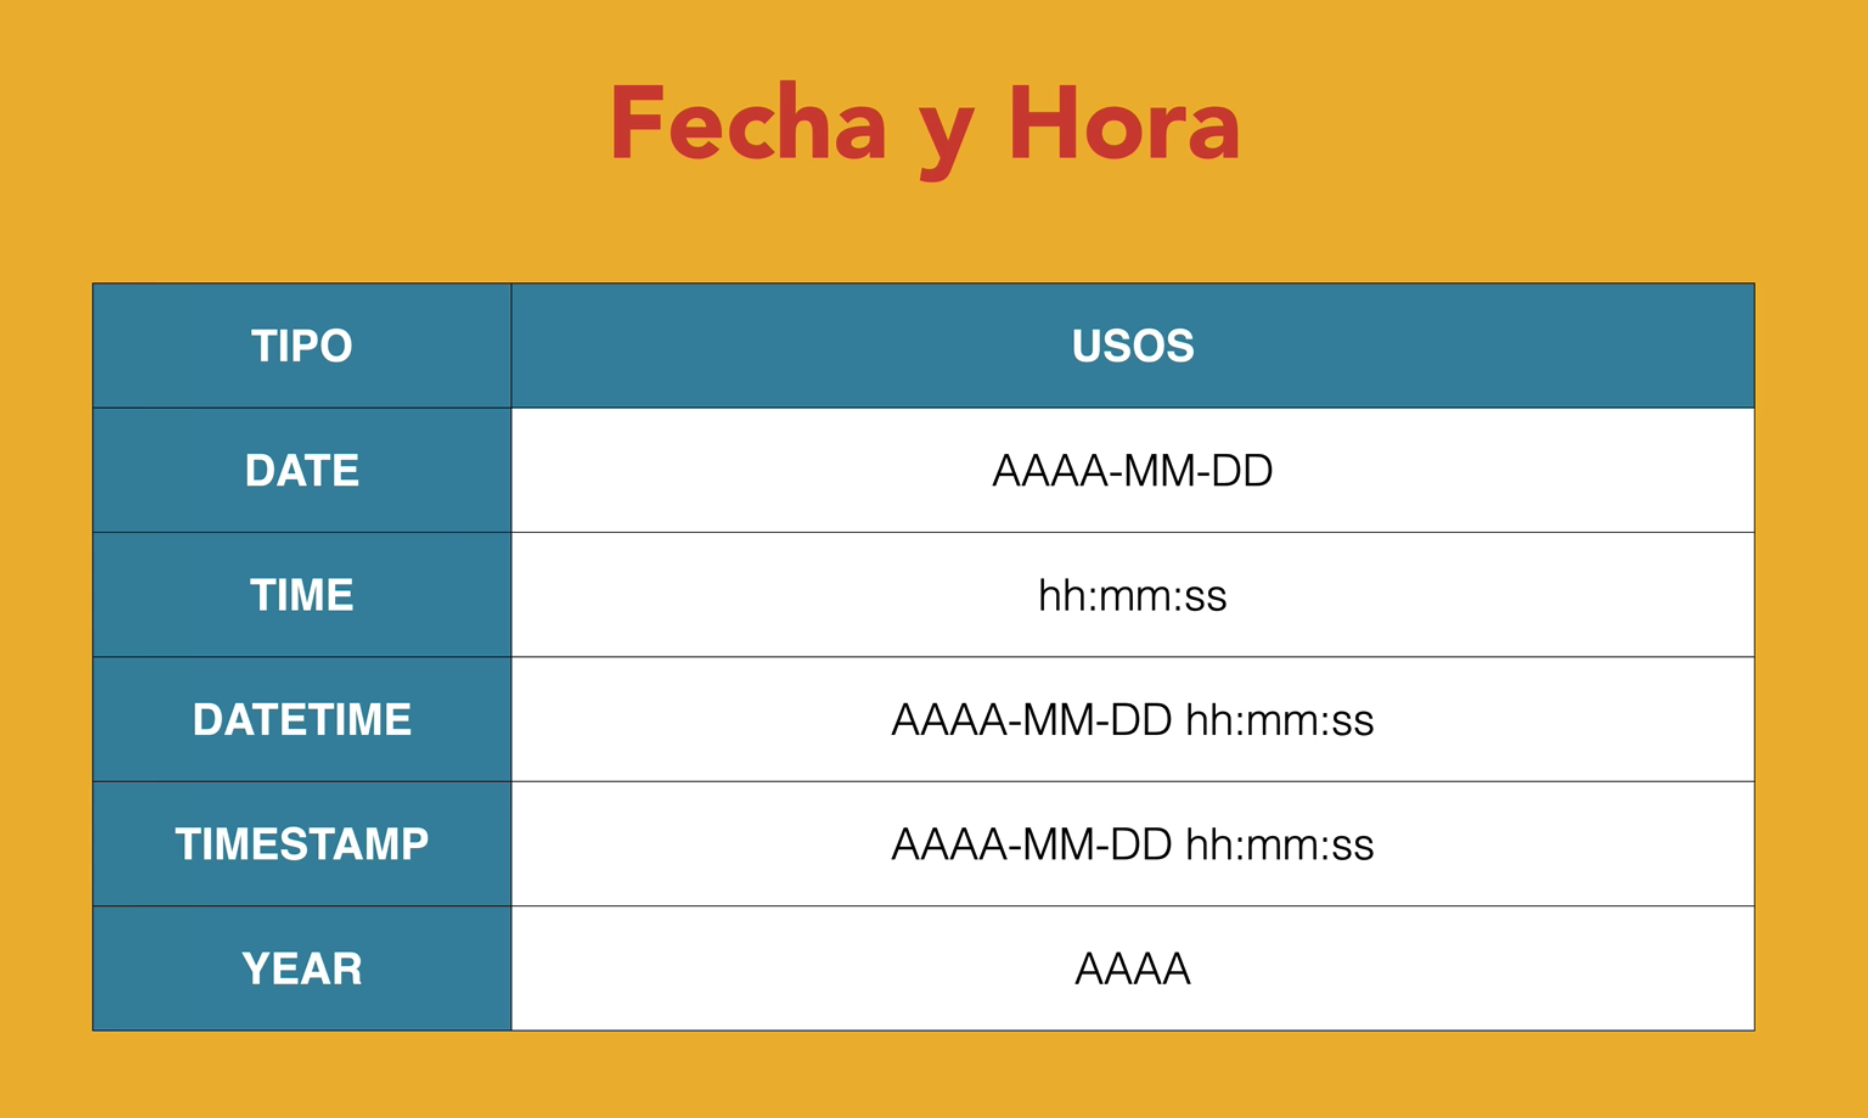 Fecha y Hora
TIPO USOS
DATE AAAA-MM-DD
TIME hh:mm:ss
DATETIME AAAA-MM-DD hh:mm:ss
TIMESTAMP AAAA-MM-DD hh:mm:ss
YEAR AAAA